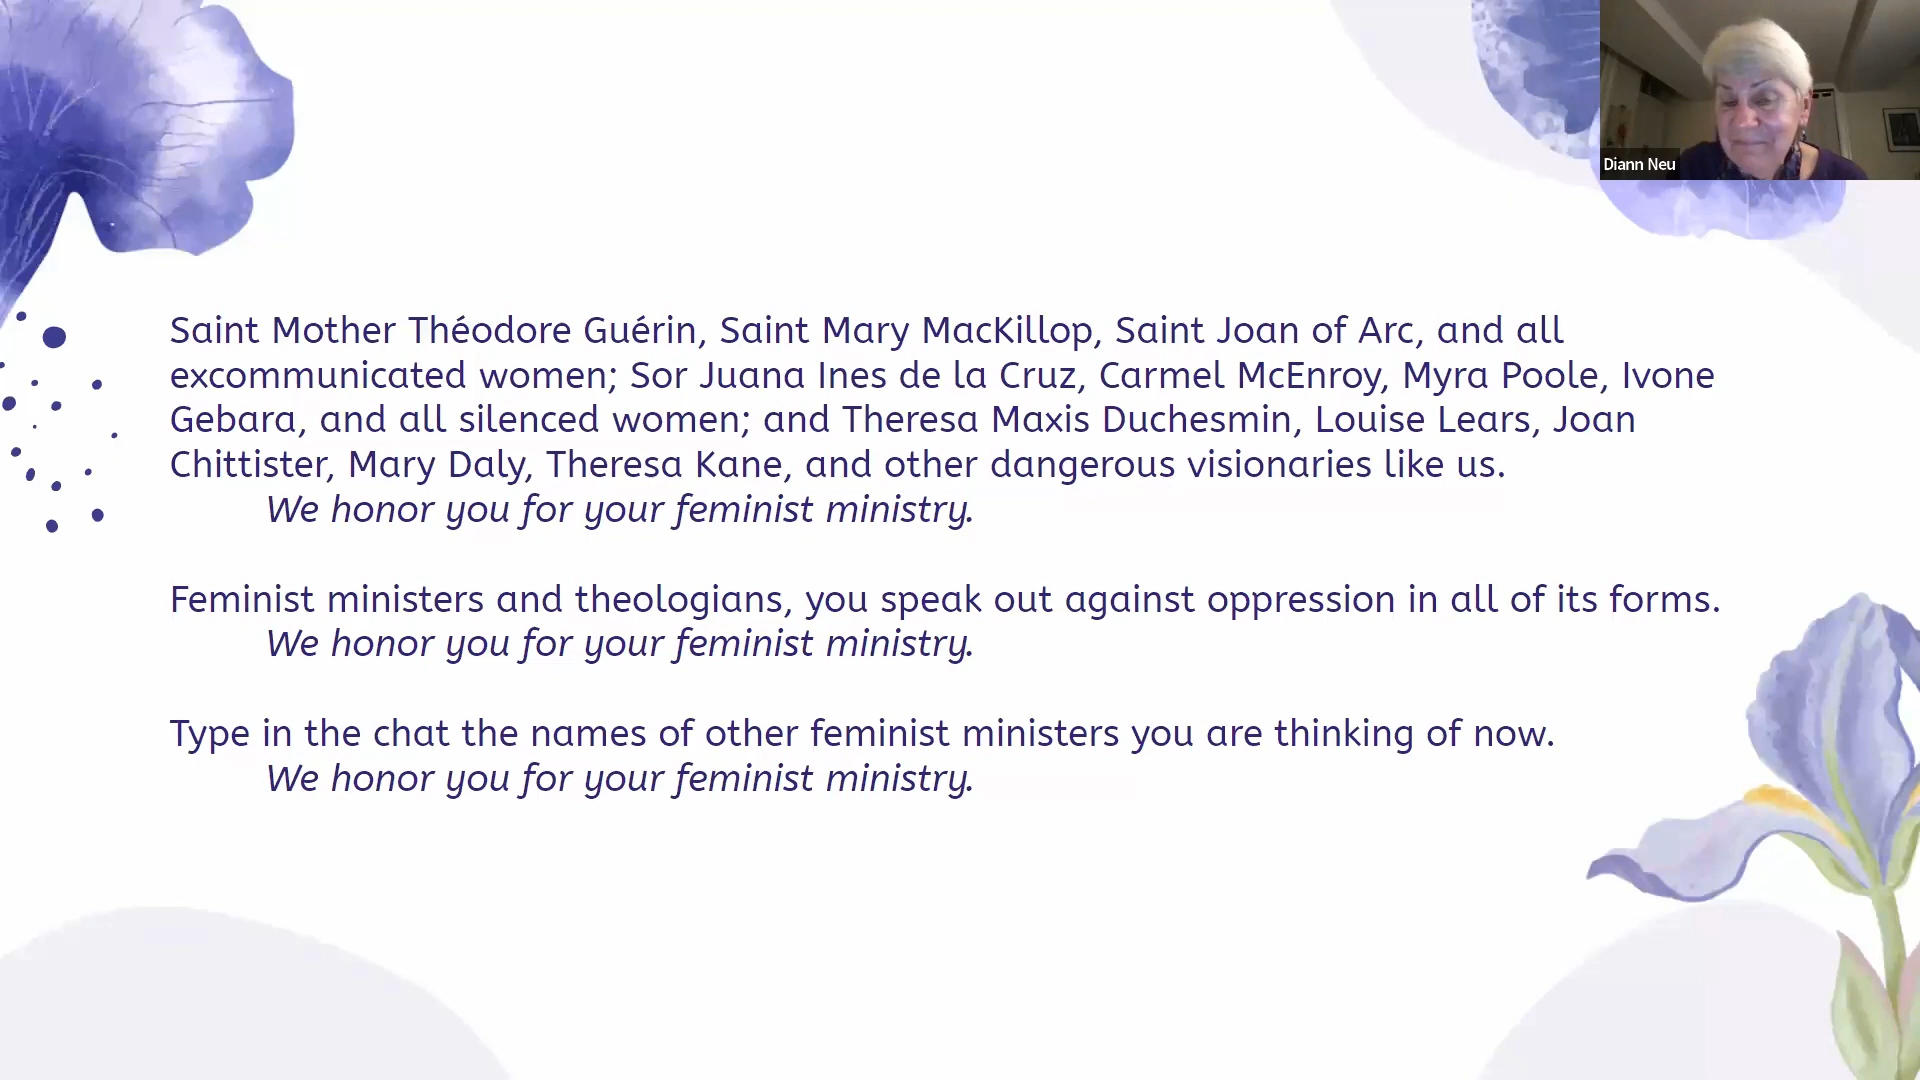 Diann Neu
Saint Mother Théodore Guérin, Saint Mary MacKillop, Saint Joan of Arc, and all
excommunicated women; Sor Juana Ines de la Cruz, Carmel McEnroy, Myra Poole, Ivone
Gebara, and all silenced women; and Theresa Maxis Duchesmin, Louise Lears, Joan
Chittister, Mary Daly, Theresa Kane, and other dangerous visionaries like us.
We honor you for your feminist ministry.
Feminist ministers and theologians, you speak out against oppression in all of its forms.
We honor you for your feminist ministry.
Type in the chat the names of other feminist ministers you are thinking of now.
We honor you for your feminist ministry.